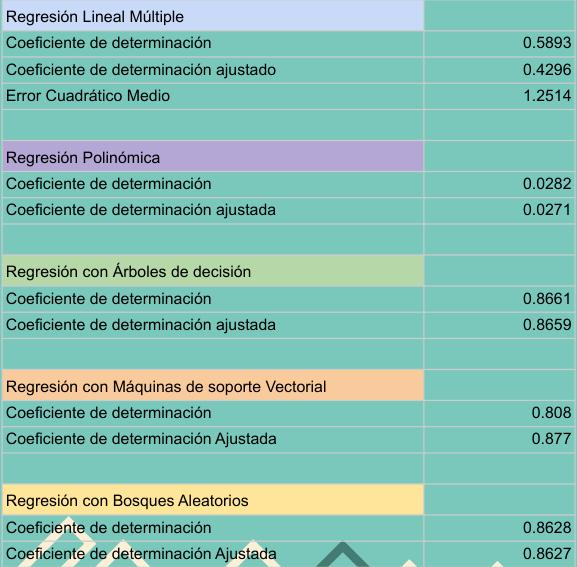 Regresión Lineal Múltiple
Coeficiente de determinación 0.5893
Coeficiente de determinación ajustado 0.4296
Error Cuadrático Medio 1.2514
Regresión Polinómica
Coeficiente de determinación 0.0282
Coeficiente de determinación ajustada 0.0271
Regresión con Árboles de decisión
Coeficiente de determinación 0.8661
Coeficiente de determinación ajustada 0.8659
Regresión con Máquinas de soporte Vectorial
Coeficiente de determinación 0.808
Coeficiente de determinación Ajustada 0.877
Regresión con Bosques Aleatorios
Coeficiente de determinación 0.8628
Coeficiente de determinación Ajustada 0.8627